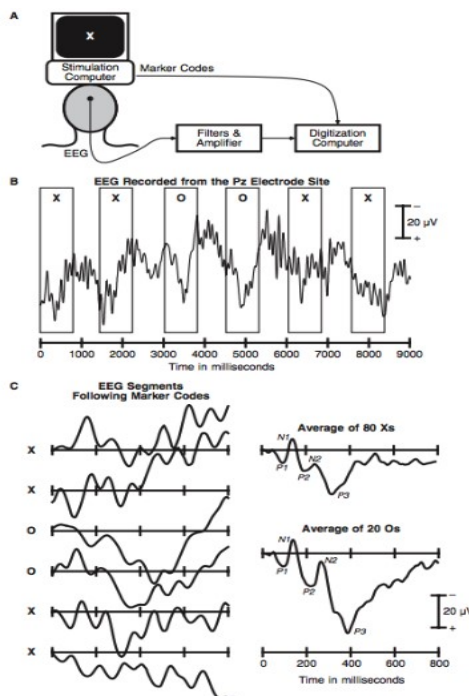 A
X
Stimulation
Computer
Marker Codes
EEG
Filters &
Amplifier
Digitization
Computer
B
EEG Recorded from the Pz Electrode Site
X X O O X X
−
20 µV
+
0 1000 2000 3000 4000 5000 6000 7000 8000 9000
Time in milliseconds
C
EEG Segments
Following Marker Codes
X
X
O
O
X
X
Average of 80 Xs
N1
P1
N2
P2
P3
Average of 20 Os
N1
P1
N2
P2
P3
−
20 µV
+
0 200 400 600 800
Time in milliseconds